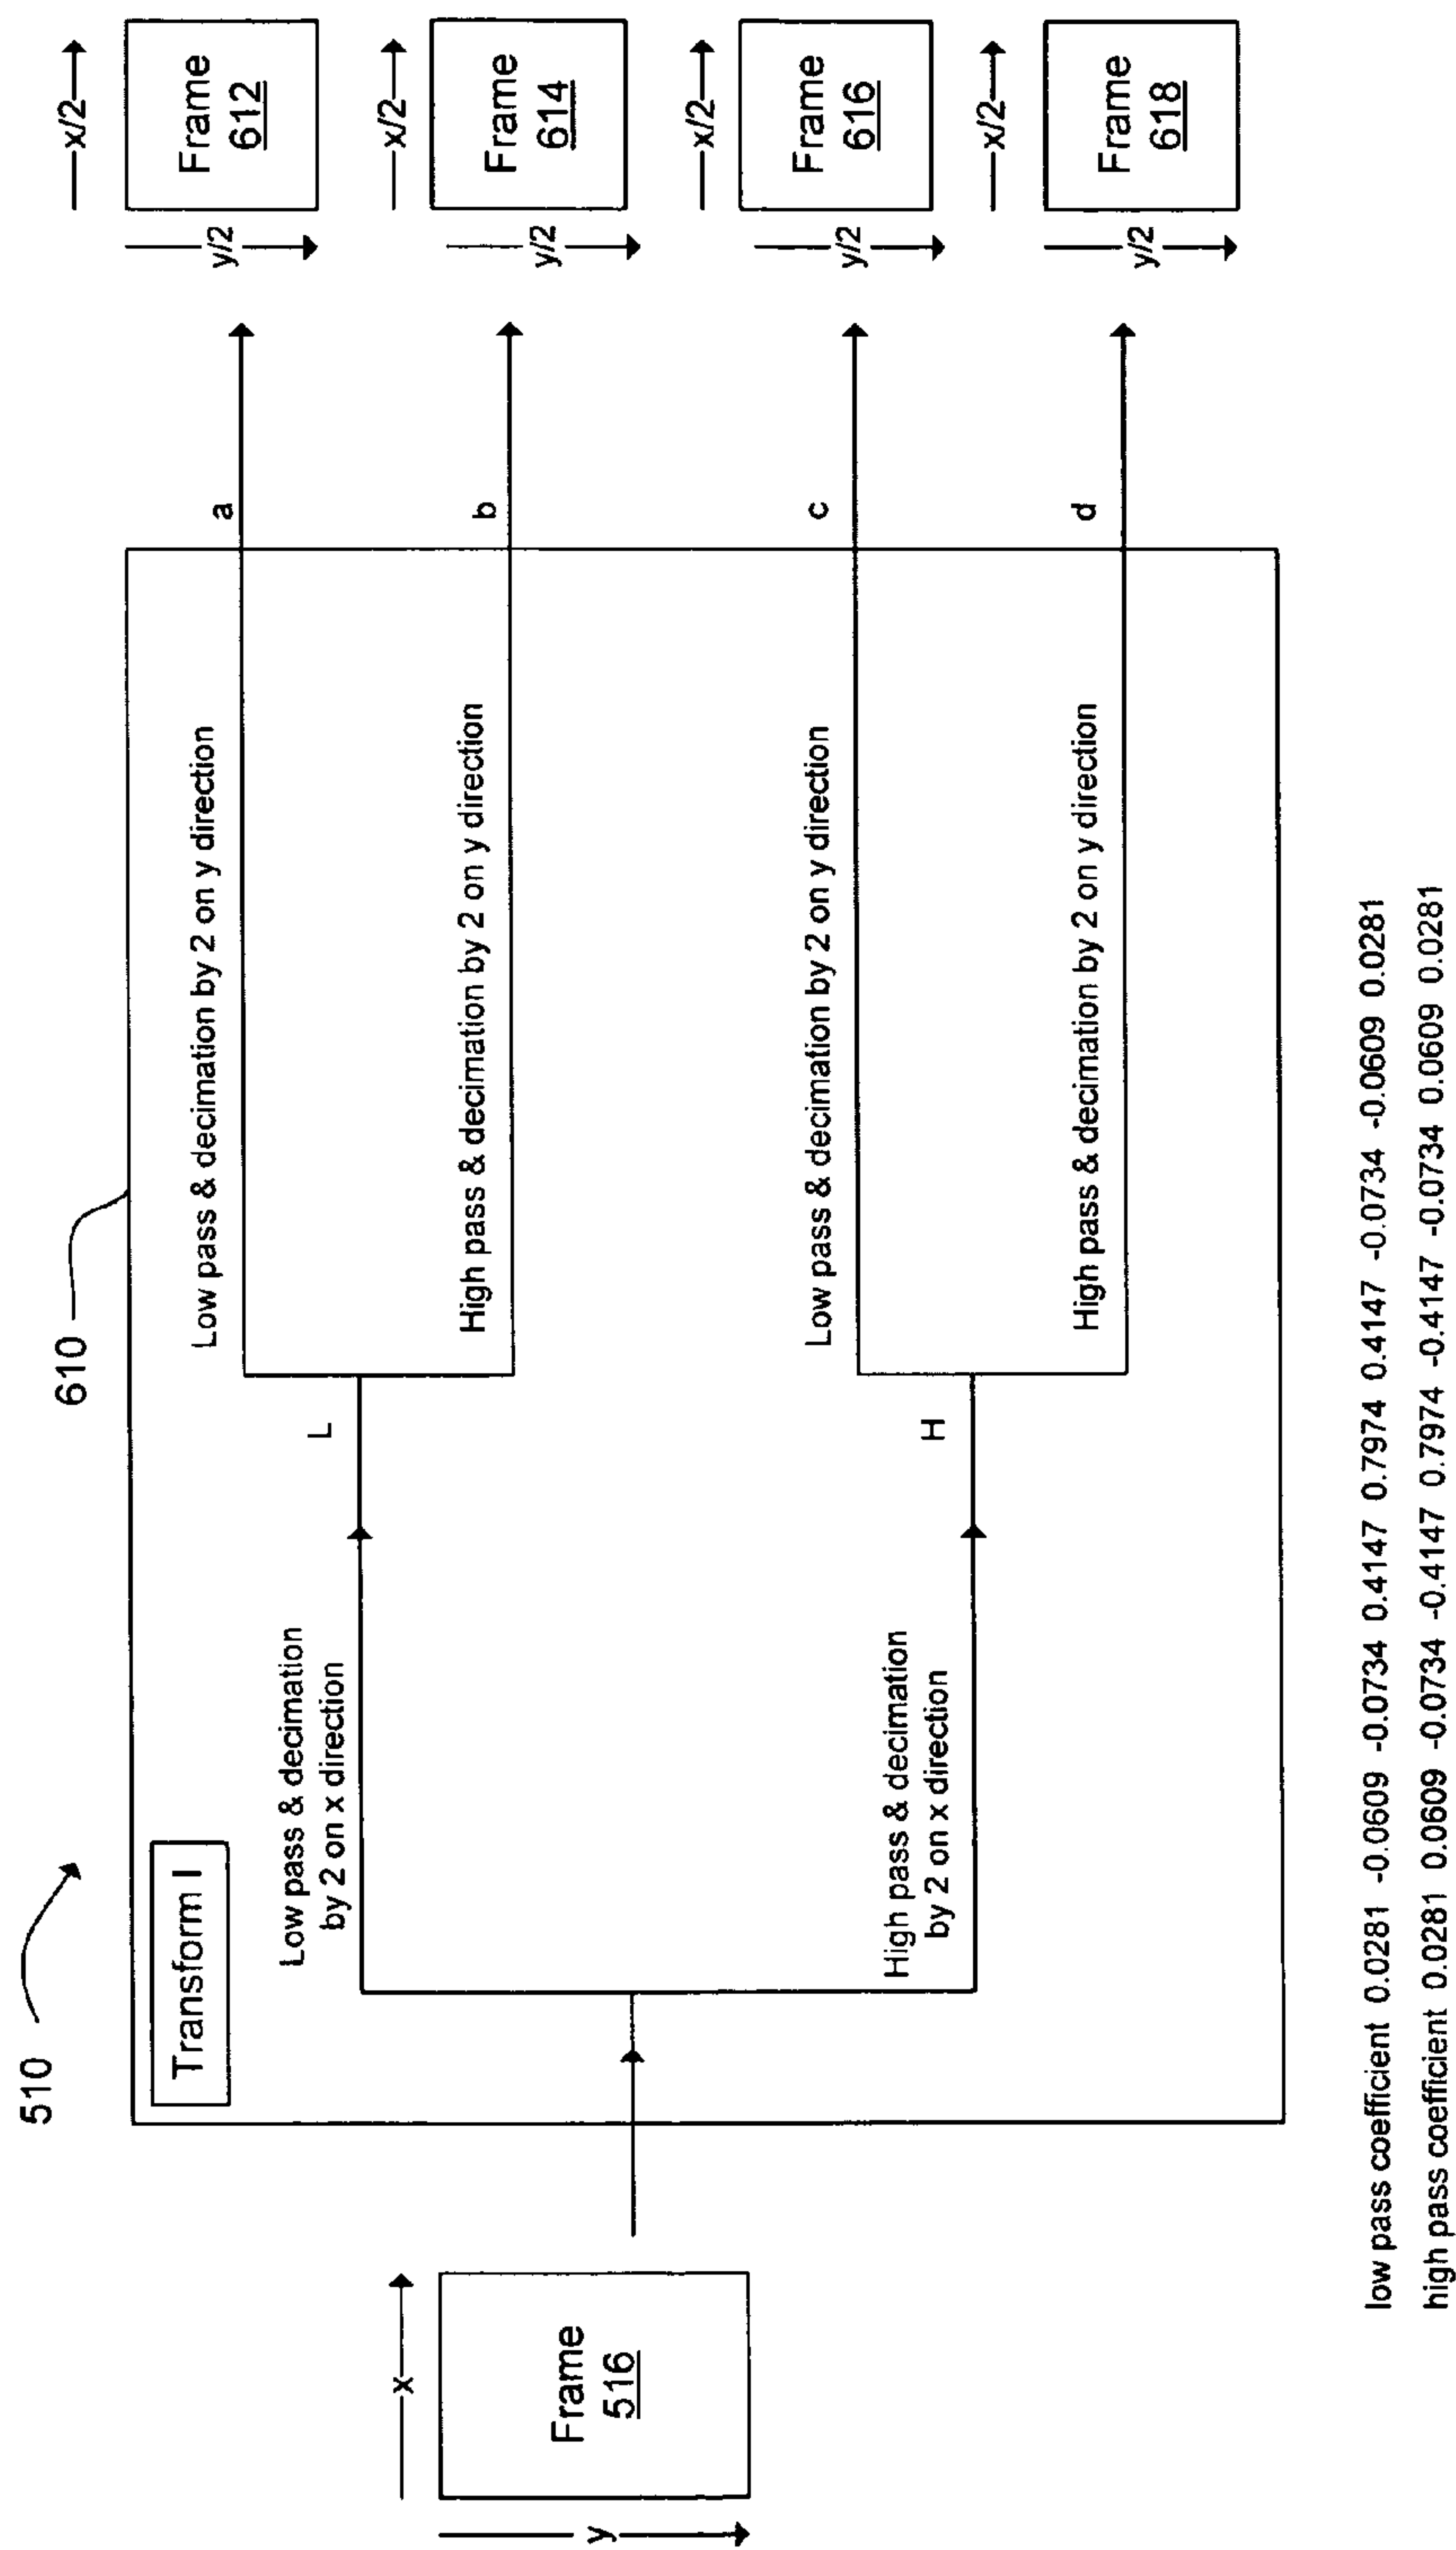 510
610
Transform I
Frame
516
x
y
Low pass & decimation
by 2 on x direction
L
High pass & decimation
by 2 on x direction
H
Low pass & decimation by 2 on y direction
a
High pass & decimation by 2 on y direction
b
Low pass & decimation by 2 on y direction
c
High pass & decimation by 2 on y direction
d
x/2
y/2
Frame
612
x/2
y/2
Frame
614
x/2
y/2
Frame
616
x/2
y/2
Frame
618
low pass coefficient 0.0281 -0.0609 -0.0734 0.4147 0.7974 0.4147 -0.0734 -0.0609 0.0281
high pass coefficient 0.0281 0.0609 -0.0734 -0.4147 0.7974 -0.4147 -0.0734 0.0609 0.0281